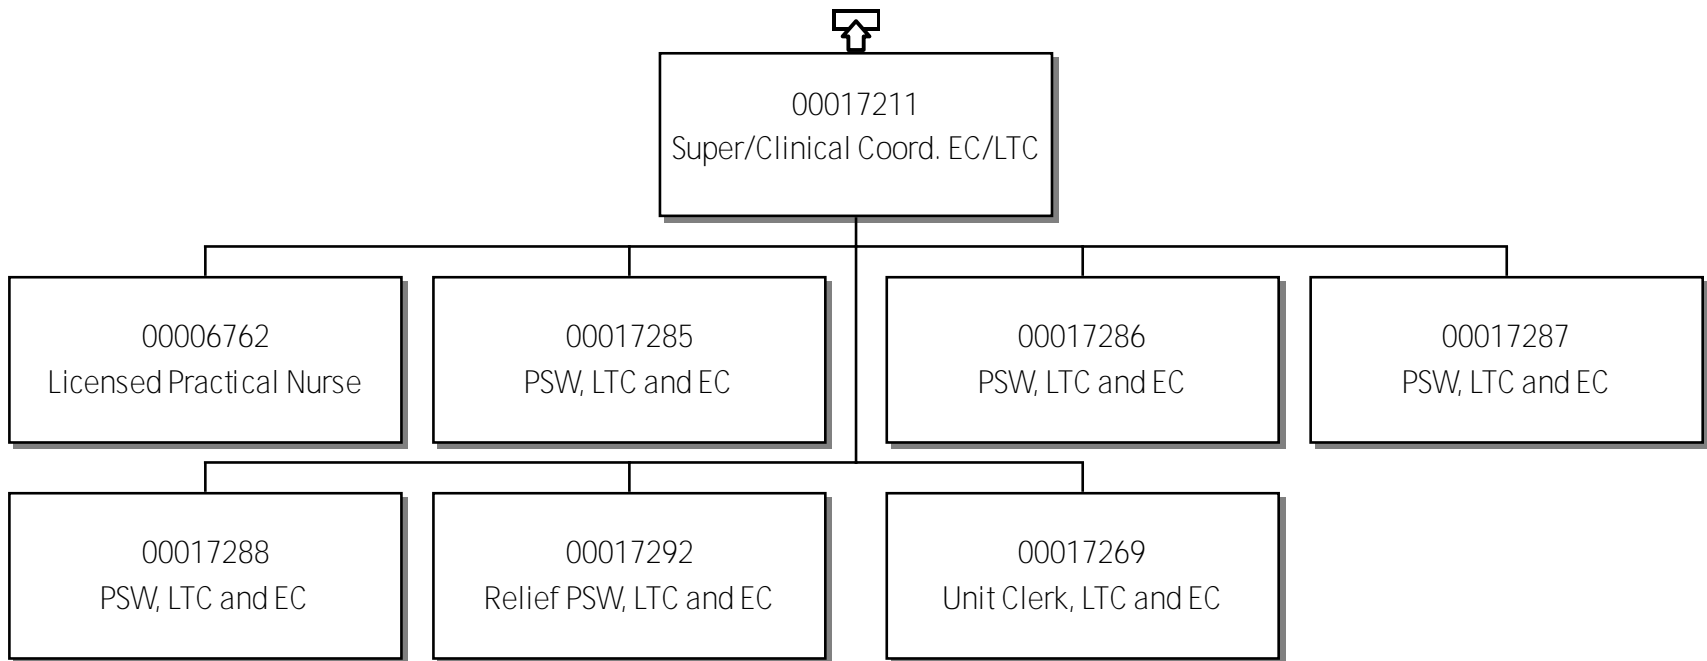 00017211
Super/Clinical Coord. EC/LTC
00006762
Licensed Practical Nurse
00017285
PSW, LTC and EC
00017286
PSW, LTC and EC
00017287
PSW, LTC and EC
00017288
PSW, LTC and EC
00017292
Relief PSW, LTC and EC
00017269
Unit Clerk, LTC and EC